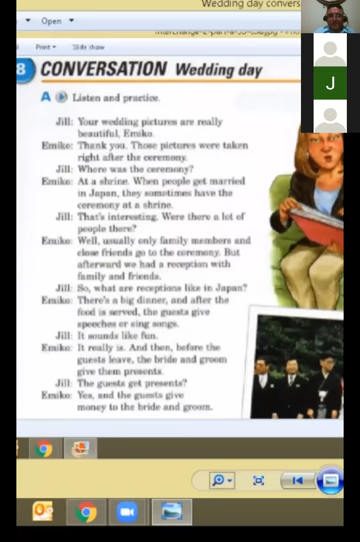 Wedding day convers
Open
Print
Slide show
8 CONVERSATION Wedding day
A Listen and practice.
Jill: Your wedding pictures are really
beautiful, Emiko.
Emiko: Thank you. Those pictures were taken
right after the ceremony.
Jill: Where was the ceremony?
Emiko: At a shrine. When people get married
in Japan, they sometimes have the
ceremony at a shrine.
Jill: That's interesting. Were there a lot of
people there?
Emiko: Well, usually only family members and
close friends go to the ceremony. But
afterward we had a reception with
family and friends.
Jill: So, what are receptions like in Japan?
Emiko: There's a big dinner, and after the
food is served, the guests give
speeches or sing songs.
Jill: It sounds like fun.
Emiko: It really is. And then, before the
guests leave, the bride and groom
give them presents.
Jill: The guests get presents?
Emiko: Yes, and the guests give
money to the bride and groom.
J